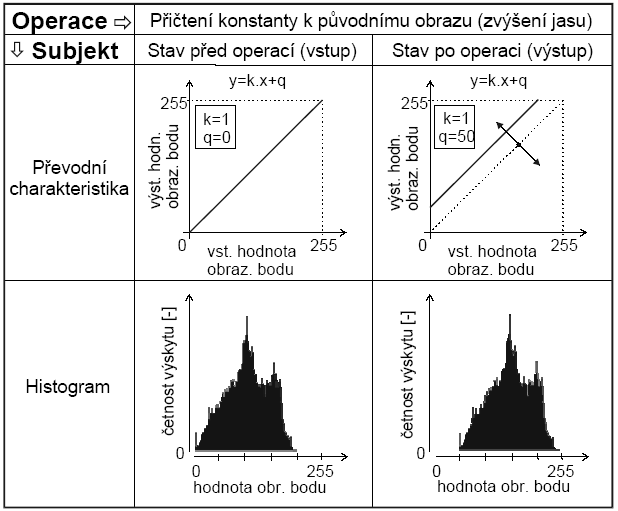 Operace ⇨ Přičtení konstanty k původnímu obrazu (zvýšení jasu)
⇩ Subjekt Stav před operací (vstup) Stav po operaci (výstup)
Převodní
charakteristika
y=k.x+q
255
k=1
q=0
výst. hodn.
obraz. bodu
0 255
vst. hodnota
obraz. bodu
y=k.x+q
255
k=1
q=50
výst. hodn.
obraz. bodu
0 255
vst. hodnota
obraz. bodu
Histogram
četnost výskytu [-]
0
0 255
hodnota obr. bodu
četnost výskytu [-]
0
0 255
hodnota obr. bodu